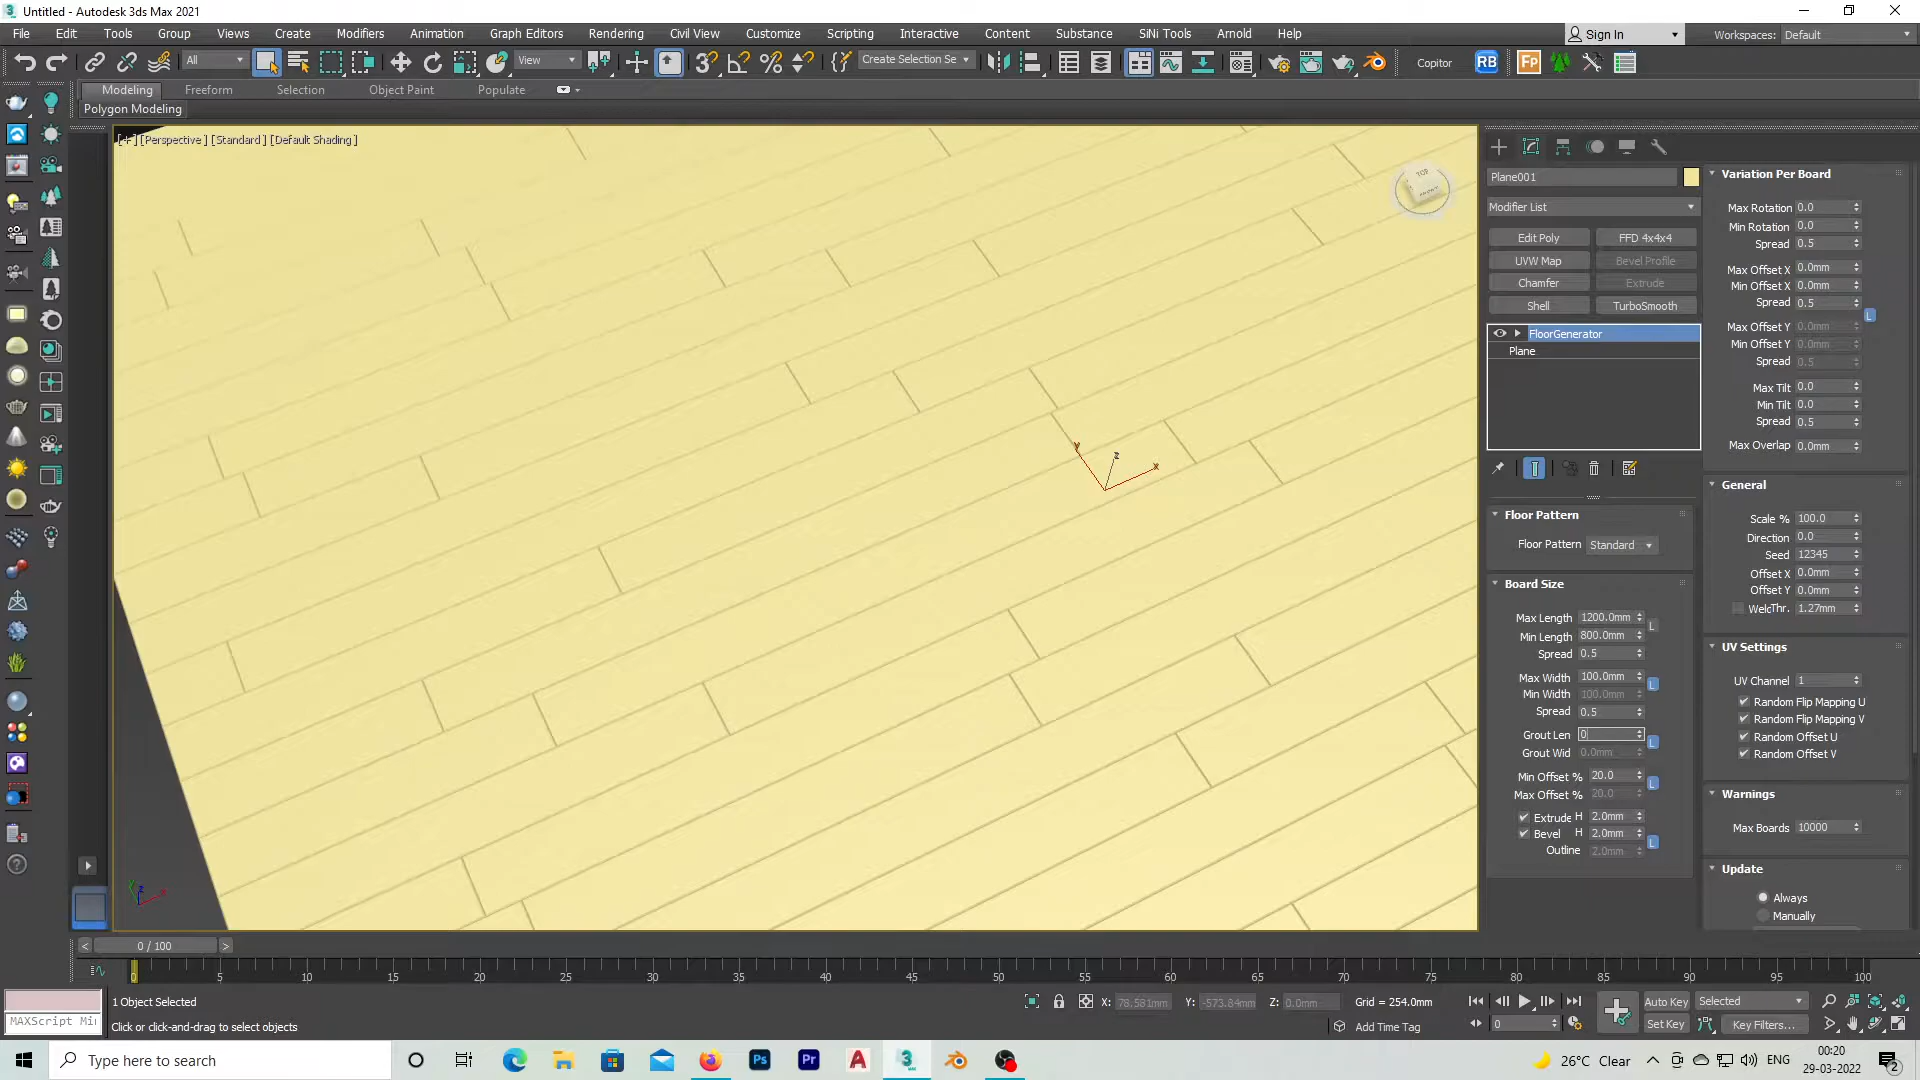 Untitled - Autodesk 3ds Max 2021
File Edit Tools Group Views Create Modifiers Animation Graph Editors Rendering Civil View Customize Scripting Interactive Content Substance SiNi Tools Arnold Help
Sign In
Workspaces: Default
All
View
Create Selection Se
Copitor
RB
Fp
Modeling Freeform Selection Object Paint Populate
Polygon Modeling
[+] [Perspective] [Standard] [Default Shading]
TOP
Y
Z
X
Plane001
Modifier List
Edit Poly FFD 4x4x4
UVW Map Bevel Profile
Chamfer Extrude
Shell TurboSmooth
FloorGenerator
Plane
Floor Pattern
Floor Pattern Standard
Board Size
Max Length 1200.0mm
L
Min Length 800.0mm
Spread 0.5
Max Width 100.0mm
L
Min Width 100.0mm
Spread 0.5
Grout Len 0
L
Grout Wid 0.0mm
Min Offset % 20.0
L
Max Offset % 20.0
Extrude H 2.0mm
Bevel H 2.0mm
L
Outline 2.0mm
Variation Per Board
Max Rotation 0.0
Min Rotation 0.0
Spread 0.5
Max Offset X 0.0mm
Min Offset X 0.0mm
Spread 0.5
L
Max Offset Y 0.0mm
Min Offset Y 0.0mm
Spread 0.5
Max Tilt 0.0
Min Tilt 0.0
Spread 0.5
Max Overlap 0.0mm
General
Scale % 100.0
Direction 0.0
Seed 12345
Offset X 0.0mm
Offset Y 0.0mm
WelcThr. 1.27mm
UV Settings
UV Channel 1
Random Flip Mapping U
Random Flip Mapping V
Random Offset U
Random Offset V
Warnings
Max Boards 10000
Update
Always
Manually
< 0 / 100 >
0 5 10 15 20 25 30 35 40 45 50 55 60 65 70 75 80 85 90 95 100
1 Object Selected
X: 78.581mm Y: -573.84mm Z: 0.0mm Grid = 254.0mm
Auto Key Selected
MAXScript Mi
Click or click-and-drag to select objects
Add Time Tag
0
Set Key Key Filters...
Type here to search
Ps
Pr
26°C Clear
ENG
00:20
29-03-2022
2